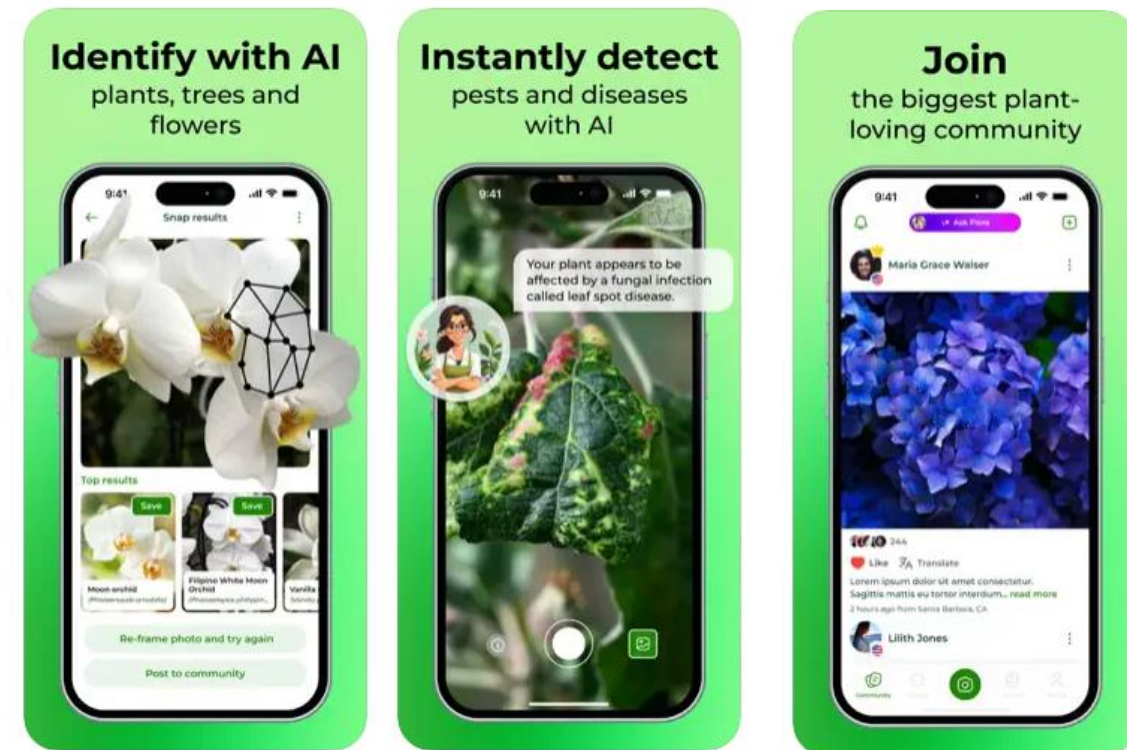 Identify with AI
plants, trees and
flowers
9:41
Snap results
Top results
Save
Save
Moon orchid
Filipino White Moon
Orchid
Vanilla
Re-frame photo and try again
Post to community
Instantly detect
pests and diseases
with AI
9:41
Your plant appears to be
affected by a fungal infection
called leaf spot disease.
Join
the biggest plant-
loving community
9:41
Ask Flora
Maria Grace Walser
244
Like
Translate
Lorem ipsum dolor sit amet consectetur.
Sagittis mattis eu tortor interdum... read more
2 hours ago from Santa Barbara, CA
Lilith Jones
Community